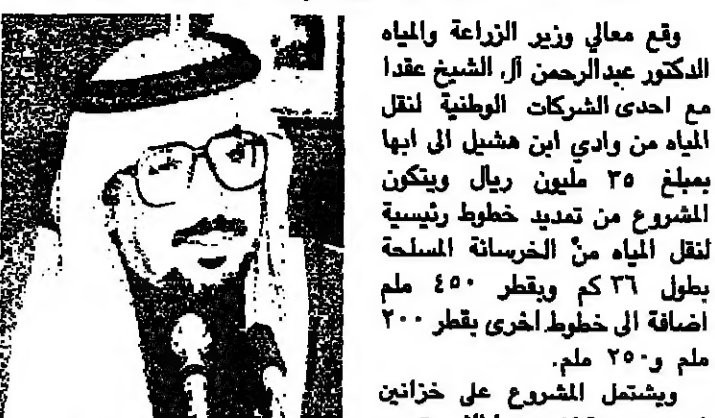 وقع معالي وزير الزراعة والمياه
الدكتور عبدالرحمن آل الشيخ عقدا
مع احدى الشركات الوطنية لنقل
المياه من وادي ابن هشيل الى ابها
بمبلغ ٣٥ مليون ريال ويتكون
المشروع من تمديد خطوط رئيسية
لنقل المياه من الخرسانة المسلحة
بطول ٣٦ كم وبقطر ٤٥٠ ملم
اضافة الى خطوط أخرى بقطر ٢٠٠
ملم و٢٥٠ ملم.
ويشتمل المشروع على خزانين